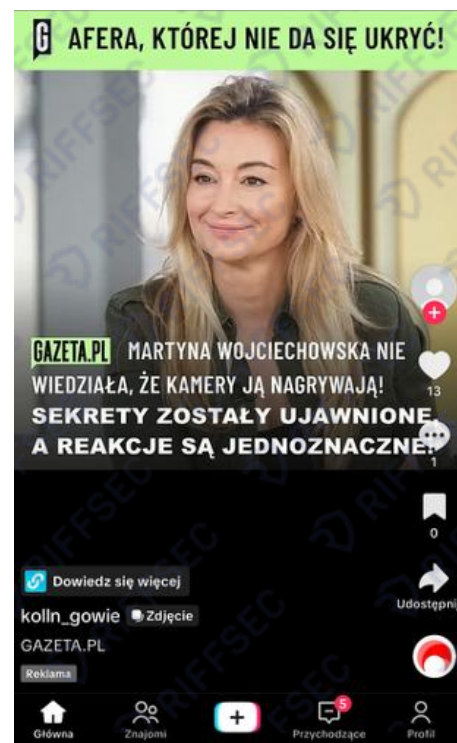 G AFERA, KTÓREJ NIE DA SIĘ UKRYĆ!
GAZETA.PL MARTYNA WOJCIECHOWSKA NIE
WIEDZIAŁA, ŻE KAMERY JĄ NAGRYWAJĄ!
SEKRETY ZOSTAŁY UJAWNIONE,
A REAKCJE SĄ JEDNOZNACZNE!
13
1
0
Dowiedz się więcej
Udostępnij
kolln_gowie Zdjęcie
GAZETA.PL
Reklama
5
Główna Znajomi Przychodzące Profil
RIFFSEC